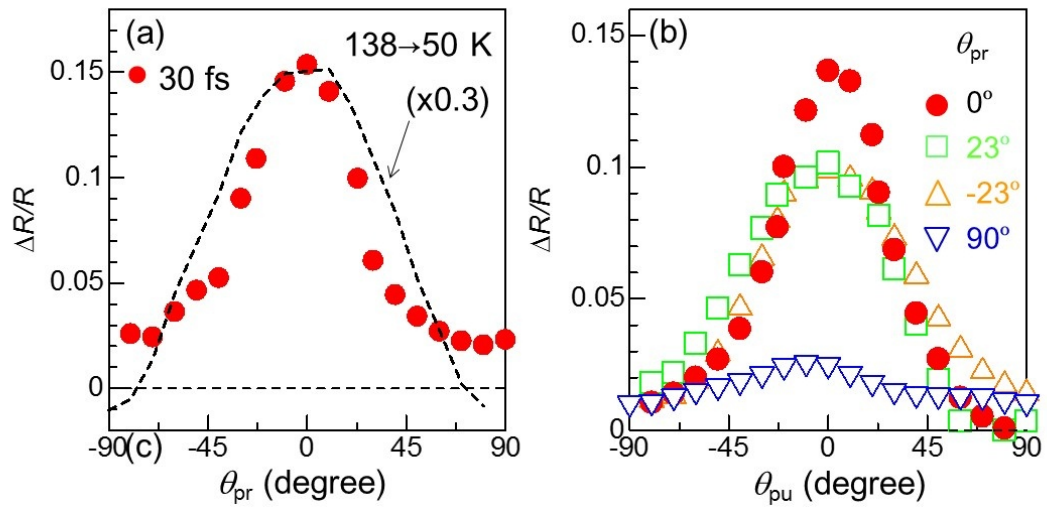 (a)
138→50 K
30 fs
(x0.3)
0.15
0.1
0.05
0
ΔR/R
-90
-45
0
45
90
(c)
θpr (degree)
(b)
θpr
0º
23º
-23º
90º
0.15
0.1
0.05
0
ΔR/R
-90
-45
0
45
90
θpu (degree)